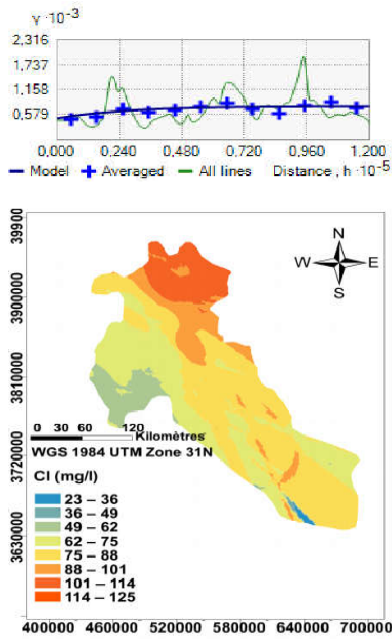 γ · 10⁻³
2,316
1,737
1,158
0,579
0,000 0,240 0,480 0,720 0,960 1,200
Model Averaged All lines Distance , h · 10⁻⁵
39900
3900000
3810000
3720000
3630000
N
W E
S
0 30 60 120
Kilomètres
WGS 1984 UTM Zone 31N
Cl (mg/l)
23 – 36
36 – 49
49 – 62
62 – 75
75 – 88
88 – 101
101 – 114
114 – 125
400000 460000 520000 580000 640000 700000